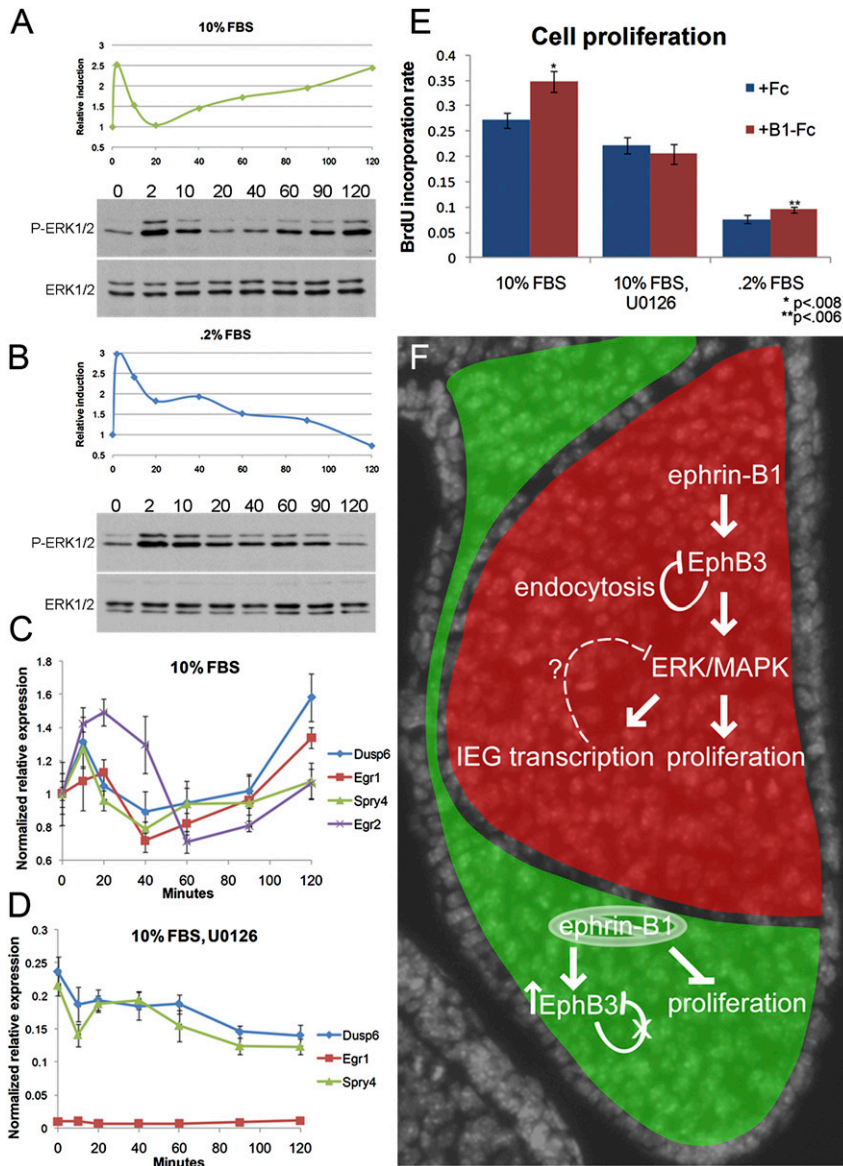 A
10% FBS
Relative induction
3
2.5
2
1.5
1
0.5
0 20 40 60 80 100 120
0 2 10 20 40 60 90 120
P-ERK1/2
ERK1/2
B
.2% FBS
Relative induction
3
2.5
2
1.5
1
0.5
0 20 40 60 80 100 120
0 2 10 20 40 60 90 120
P-ERK1/2
ERK1/2
C
10% FBS
Normalized relative expression
1.8
1.6
1.4
1.2
1.0
0.8
0.6
0 20 40 60 80 100 120
Minutes
Dusp6
Egr1
Spry4
Egr2
D
10% FBS, U0126
Normalized relative expression
0.3
0.25
0.2
0.15
0.1
0.05
0
0 20 40 60 80 100 120
Minutes
Dusp6
Egr1
Spry4
E
Cell proliferation
BrdU incorporation rate
0.4
0.35
0.3
0.25
0.2
0.15
0.1
0.05
0
*
**
+Fc
+B1-Fc
10% FBS
10% FBS,
U0126
.2% FBS
* p<.008
**p<.006
F
ephrin-B1
EphB3
endocytosis
?
ERK/MAPK
IEG transcription
proliferation
ephrin-B1
↑EphB3
X
proliferation